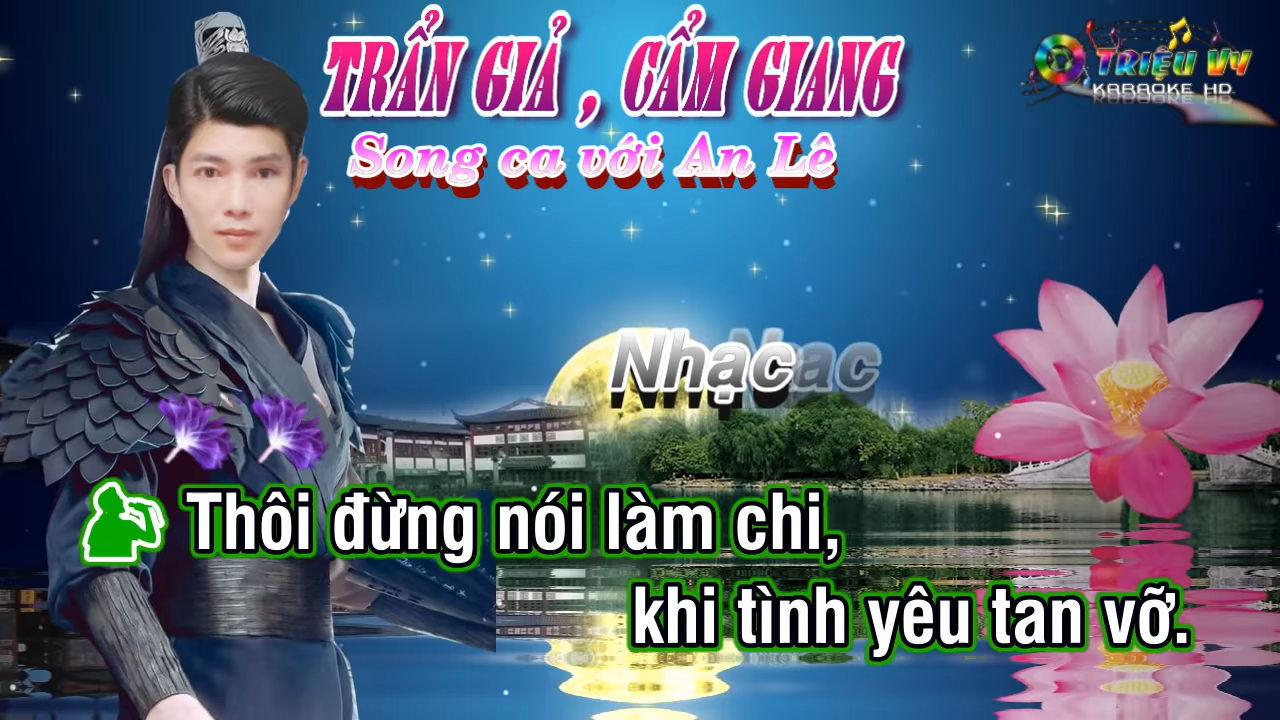 TRẨN GIẢ , CẨM GIANG
Song ca với An Lê
TRIỆU VY
KARAOKE HD
Nhạc
Thôi đừng nói làm chi,
khi tình yêu tan vỡ.